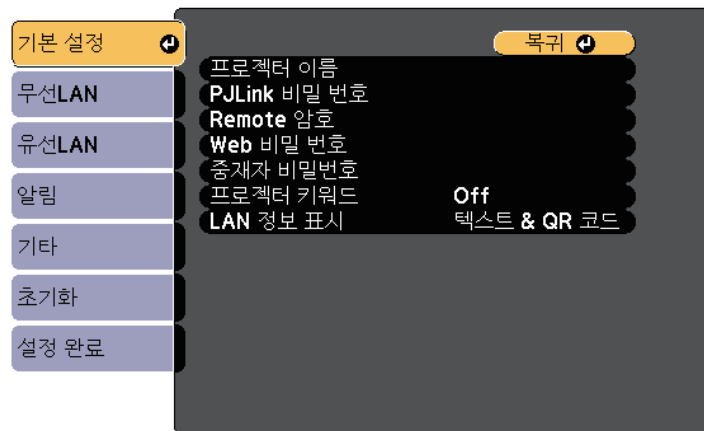 기본 설정
복귀
무선LAN
유선LAN
알림
기타
초기화
설정 완료
프로젝터 이름
PJLink 비밀 번호
Remote 암호
Web 비밀 번호
중재자 비밀번호
프로젝터 키워드 Off
LAN 정보 표시 텍스트 & QR 코드